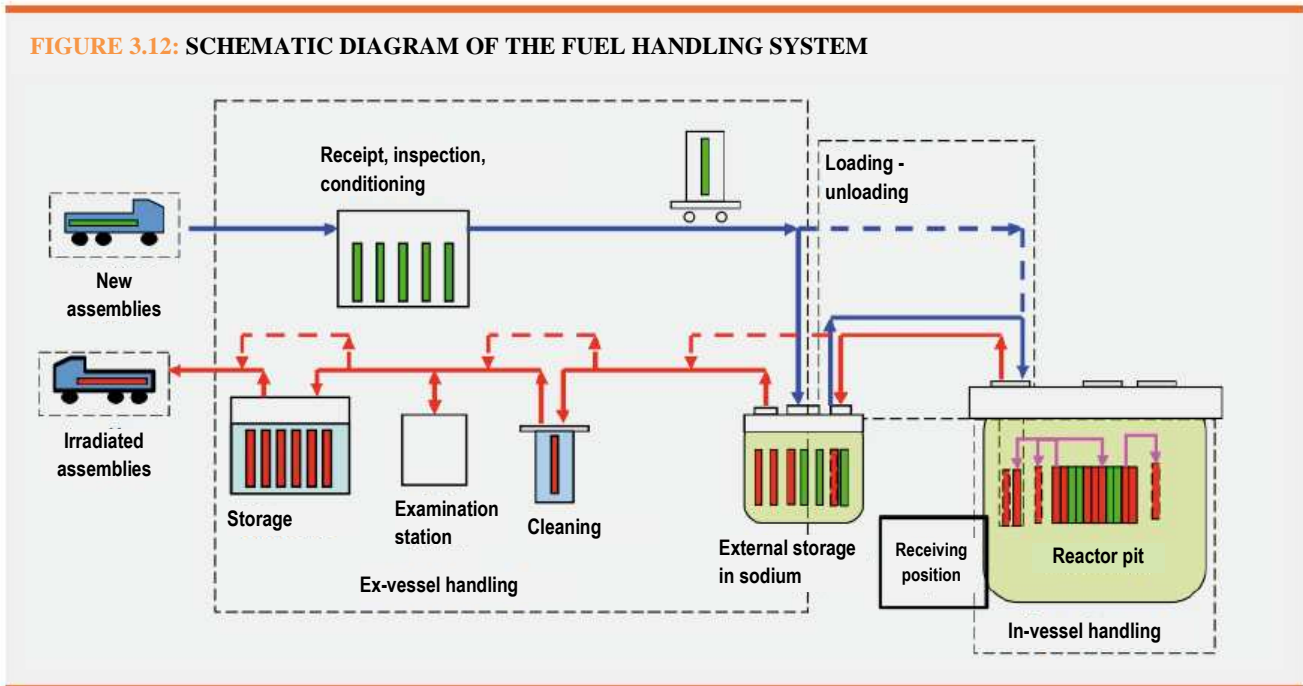 FIGURE 3.12: SCHEMATIC DIAGRAM OF THE FUEL HANDLING SYSTEM
Receipt, inspection,
conditioning
Loading -
unloading
New
assemblies
Irradiated
assemblies
Storage
Examination
station
Cleaning
External storage
in sodium
Receiving
position
Reactor pit
Ex-vessel handling
In-vessel handling